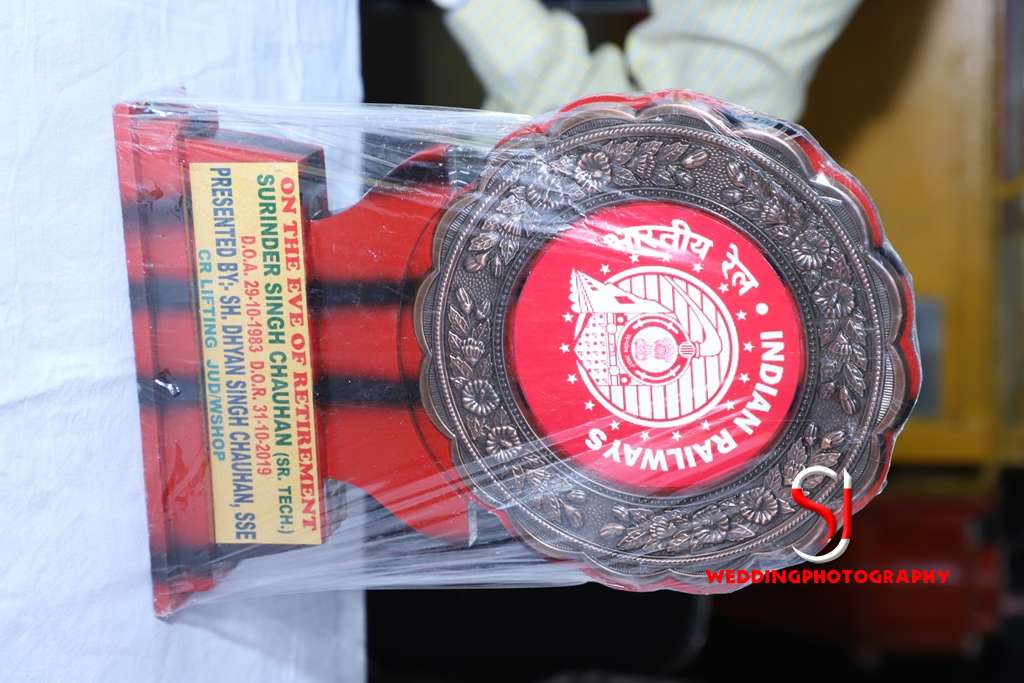 भारतीय रेल
• INDIAN RAILWAYS
ON THE EVE OF RETIREMENT
SURINDER SINGH CHAUHAN (SR. TECH.)
D.O.A. 29-10-1983 D.O.R. 31-10-2019
PRESENTED BY:. SH. DHYAN SINGH CHAUHAN, SSE
CR LIFTING JUD/WSHOP
SJ
WEDDINGPHOTOGRAPHY